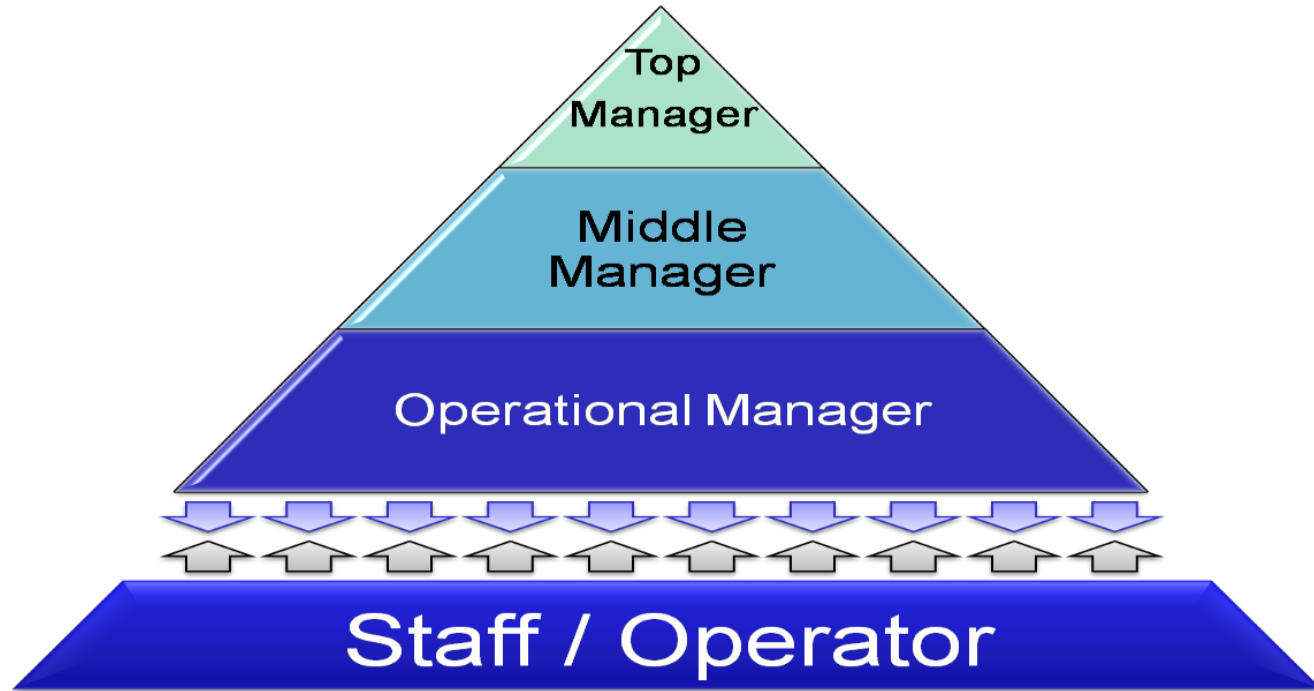 Top
Manager
Middle
Manager
Operational Manager
Staff / Operator